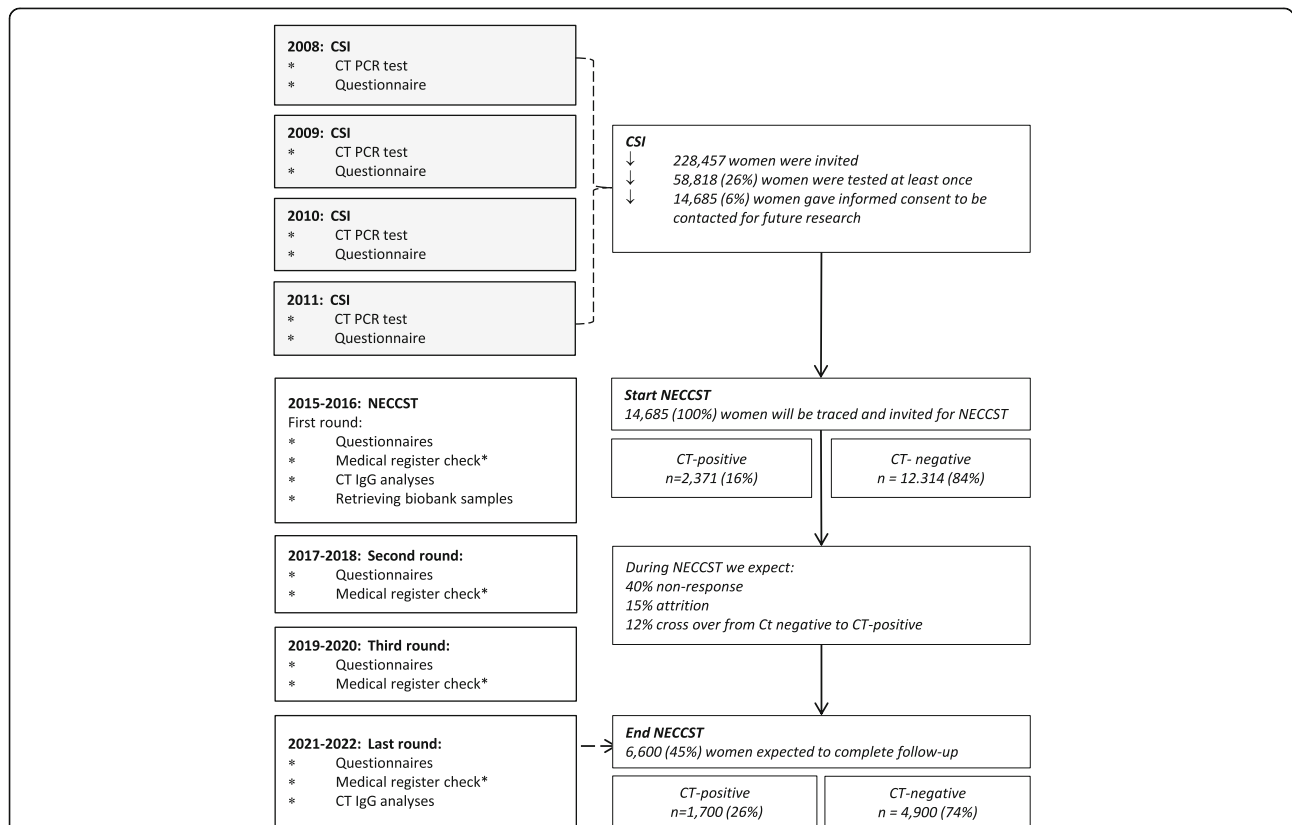 2008: CSI
* CT PCR test
* Questionnaire
2009: CSI
* CT PCR test
* Questionnaire
2010: CSI
* CT PCR test
* Questionnaire
2011: CSI
* CT PCR test
* Questionnaire
CSI
↓ 228,457 women were invited
↓ 58,818 (26%) women were tested at least once
↓ 14,685 (6%) women gave informed consent to be
contacted for future research
2015-2016: NECCST
First round:
* Questionnaires
* Medical register check*
* CT IgG analyses
* Retrieving biobank samples
Start NECCST
14,685 (100%) women will be traced and invited for NECCST
CT-positive
n=2,371 (16%)
CT- negative
n = 12.314 (84%)
2017-2018: Second round:
* Questionnaires
* Medical register check*
During NECCST we expect:
40% non-response
15% attrition
12% cross over from Ct negative to CT-positive
2019-2020: Third round:
* Questionnaires
* Medical register check*
2021-2022: Last round:
* Questionnaires
* Medical register check*
* CT IgG analyses
End NECCST
6,600 (45%) women expected to complete follow-up
CT-positive
n=1,700 (26%)
CT-negative
n = 4,900 (74%)